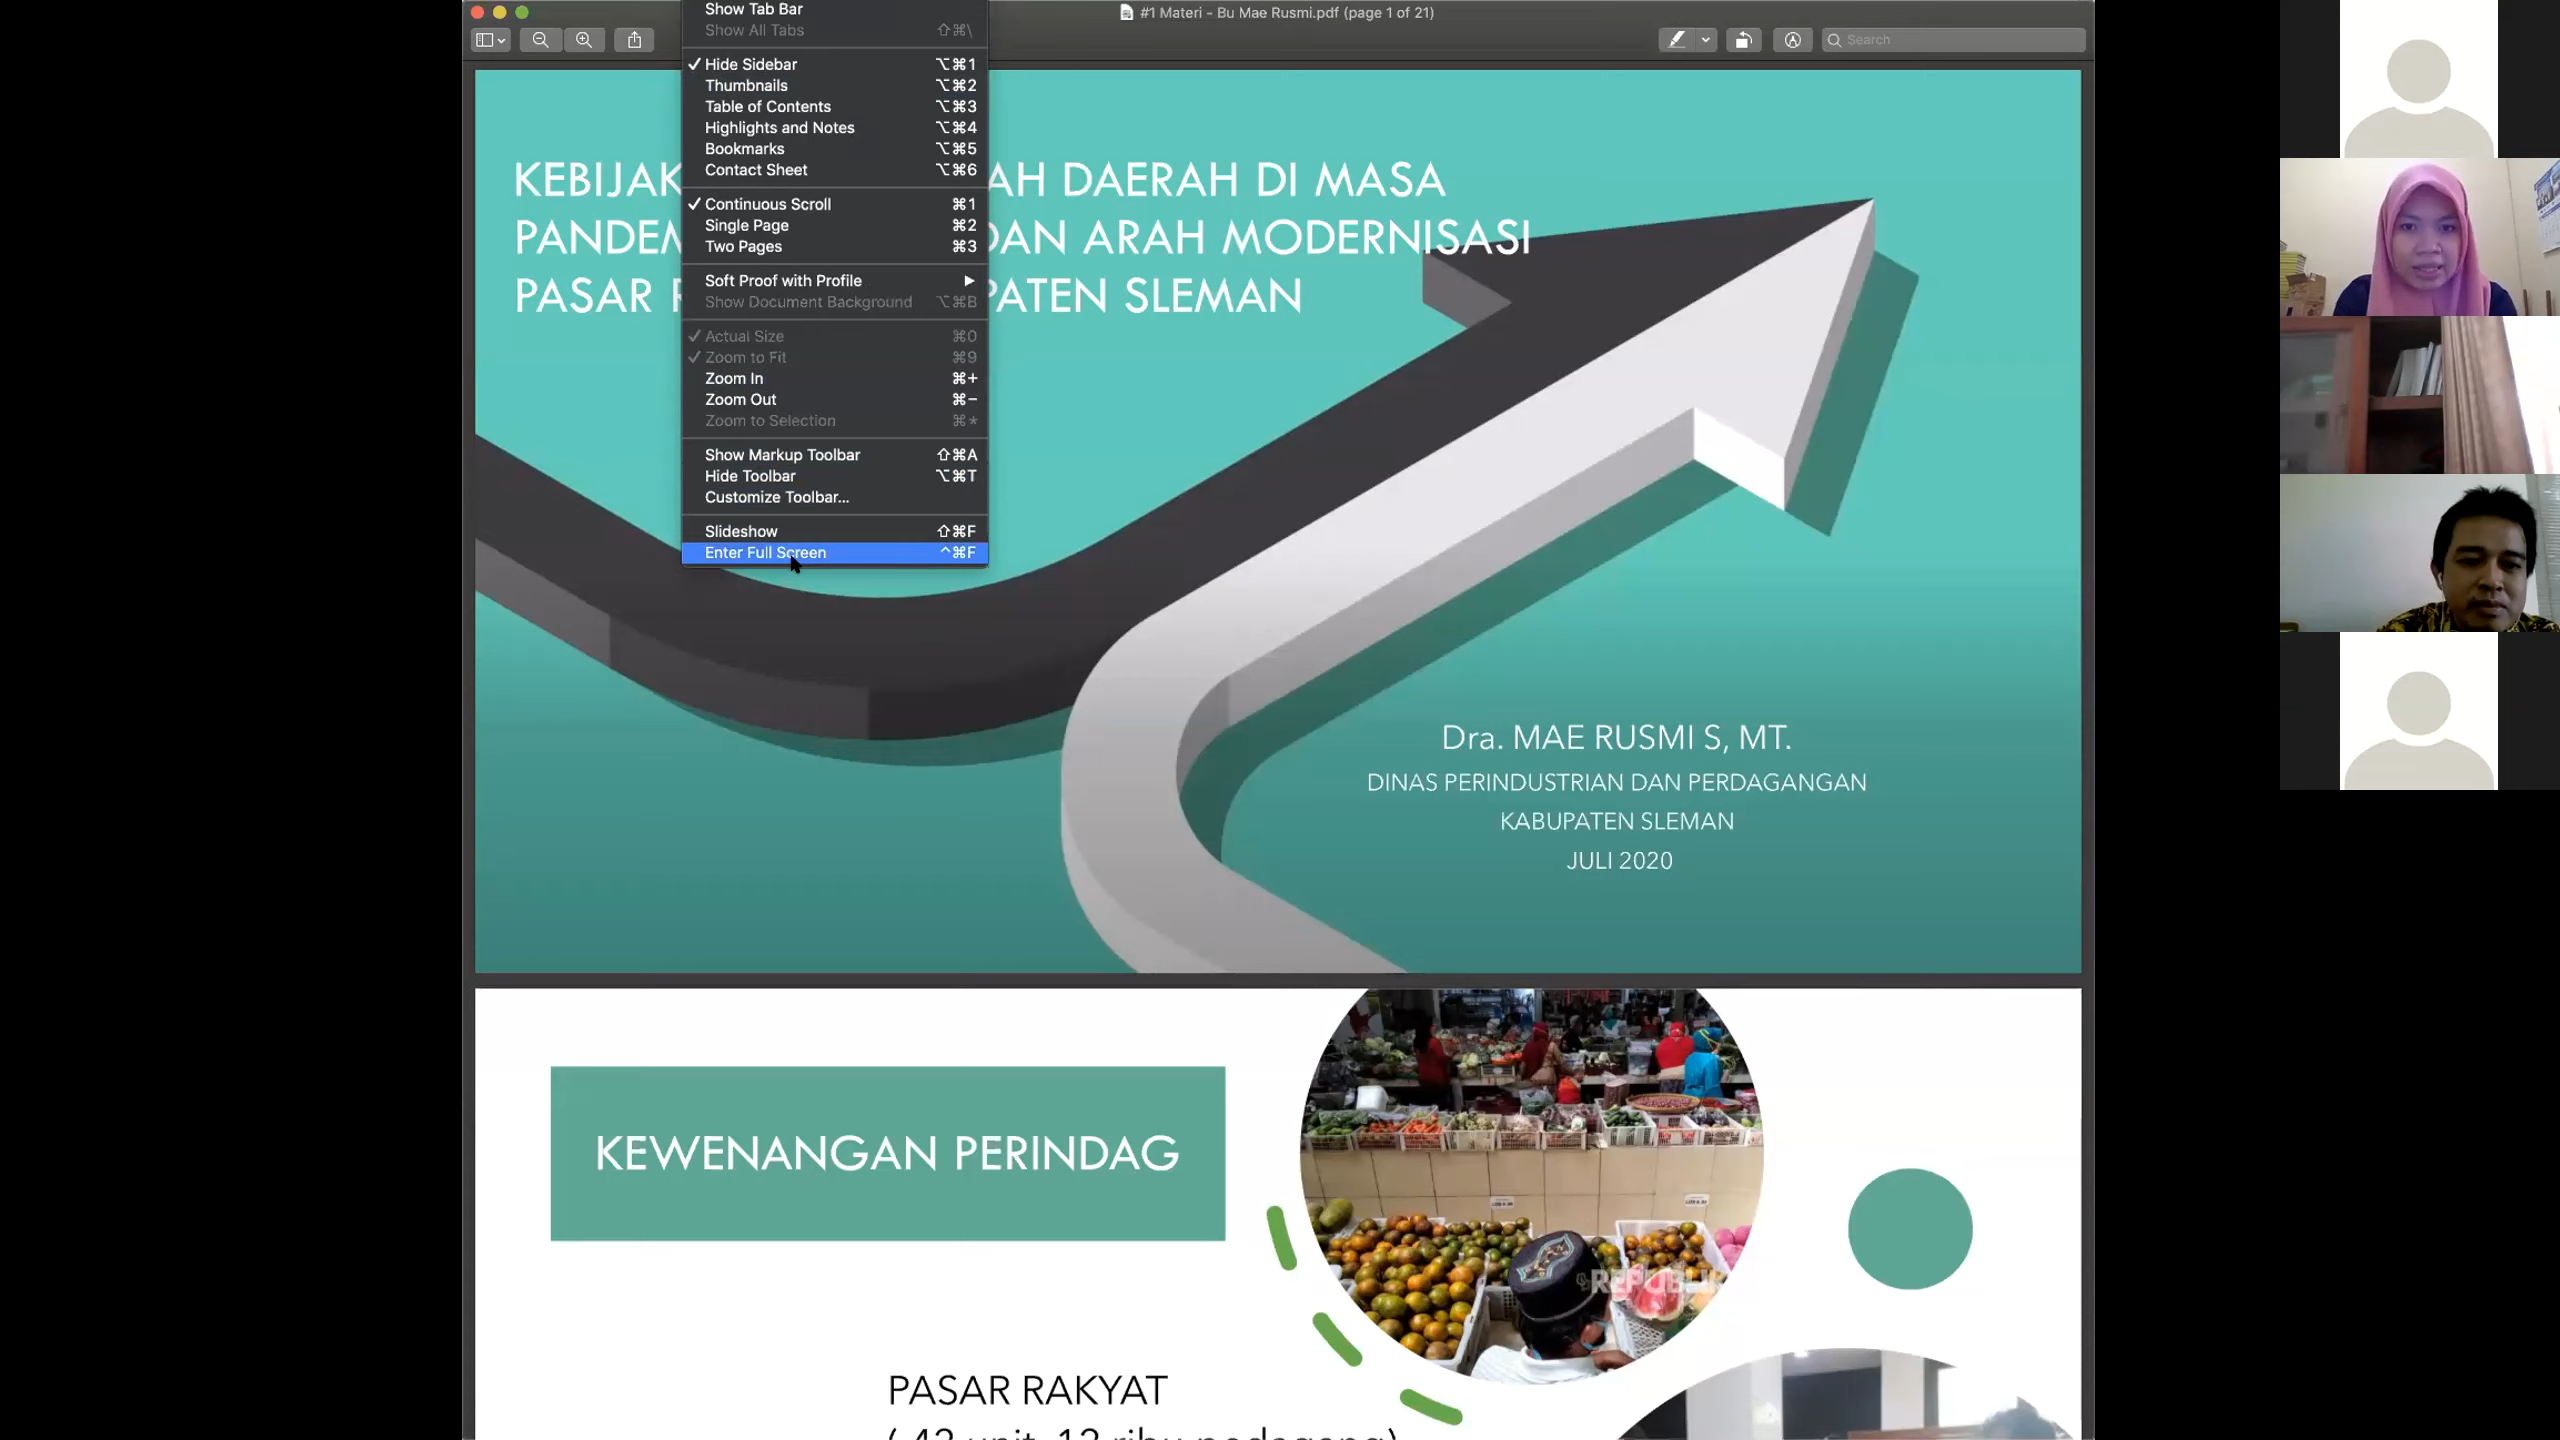 #1 Materi - Bu Mae Rusmi.pdf (page 1 of 21)
Search
Show Tab Bar
Show All Tabs ⇧⌘\
✓ Hide Sidebar ⌥⌘1
Thumbnails ⌥⌘2
Table of Contents ⌥⌘3
Highlights and Notes ⌥⌘4
Bookmarks ⌥⌘5
Contact Sheet ⌥⌘6
✓ Continuous Scroll ⌘1
Single Page ⌘2
Two Pages ⌘3
Soft Proof with Profile ▶
Show Document Background ⌥⌘B
✓ Actual Size ⌘0
✓ Zoom to Fit ⌘9
Zoom In ⌘+
Zoom Out ⌘−
Zoom to Selection ⌘*
Show Markup Toolbar ⇧⌘A
Hide Toolbar ⌥⌘T
Customize Toolbar...
Slideshow ⇧⌘F
Enter Full Screen ^⌘F
KEBIJAK AH DAERAH DI MASA
PANDEM DAN ARAH MODERNISASI
PASAR PATEN SLEMAN
Dra. MAE RUSMI S, MT.
DINAS PERINDUSTRIAN DAN PERDAGANGAN
KABUPATEN SLEMAN
JULI 2020
KEWENANGAN PERINDAG
REPUBLIK
PASAR RAKYAT